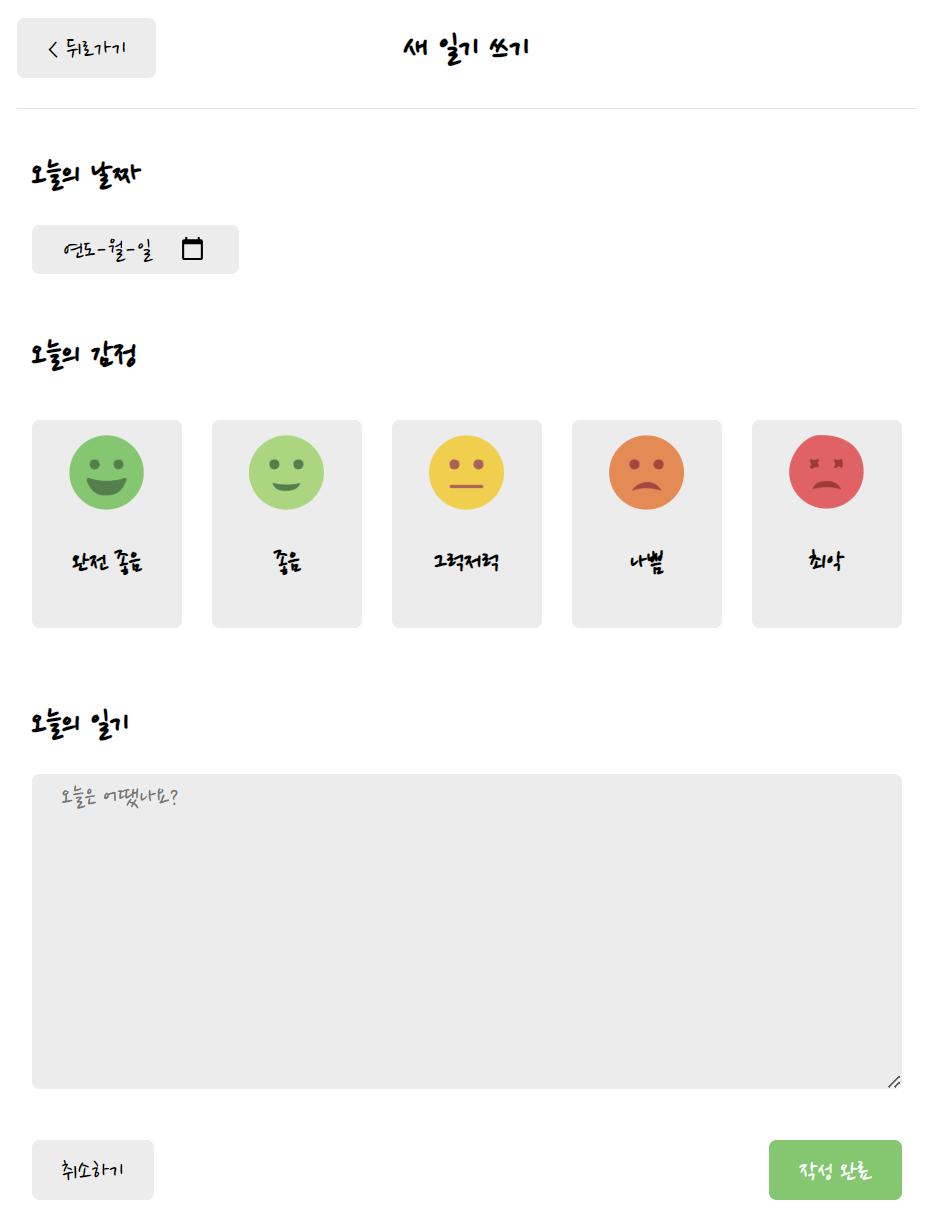 < 뒤로가기
새 일기 쓰기
오늘의 날짜
연도-월-일
오늘의 감정
완전 좋음
좋음
그럭저럭
나쁨
최악
오늘의 일기
오늘은 어땠나요?
취소하기
작성 완료